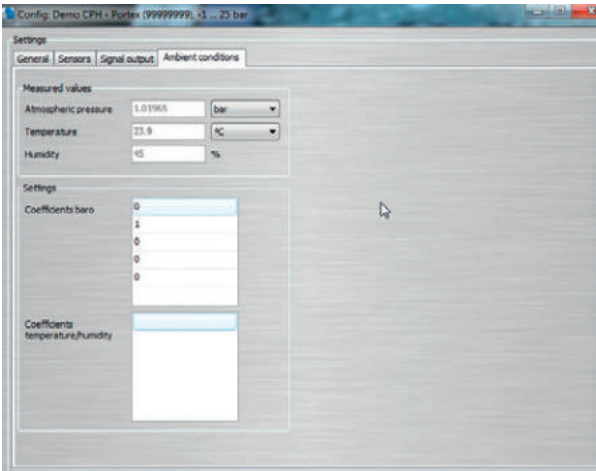 Config: Demo CPH - Portex (99999999), -1 ... 25 bar
Settings
General Sensors Signal output Ambient conditions
Measured values
Atmospheric pressure 1.01965 bar
Temperature 23.9 °C
Humidity 45 %
Settings
Coefficients baro 0
1
0
0
0
Coefficients
temperature/humidity